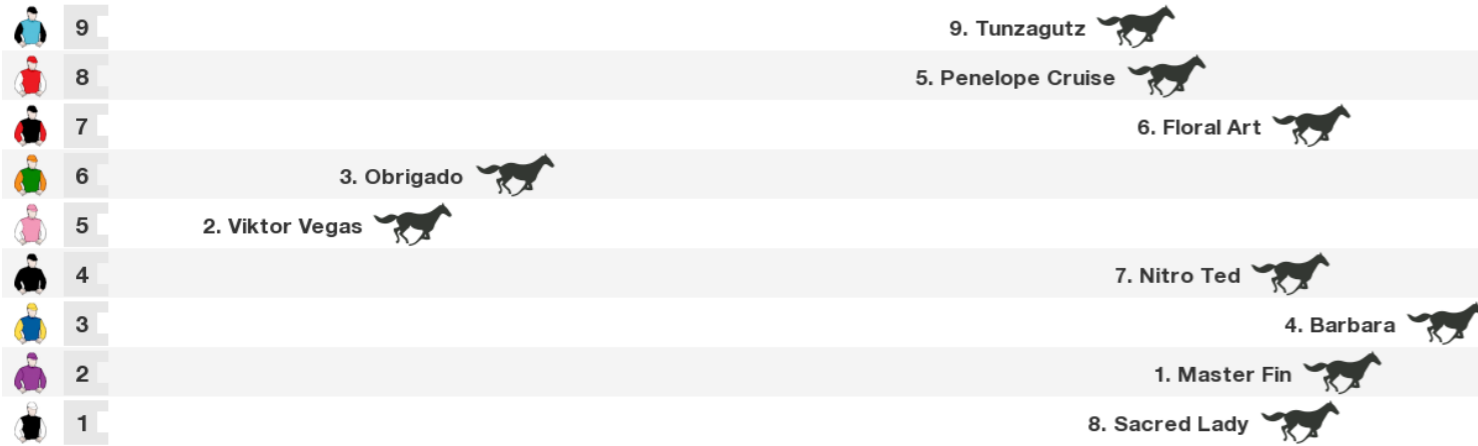 9 9. Tunzagutz
8 5. Penelope Cruise
7 6. Floral Art
6 3. Obrigado
5 2. Viktor Vegas
4 7. Nitro Ted
3 4. Barbara
2 1. Master Fin
1 8. Sacred Lady